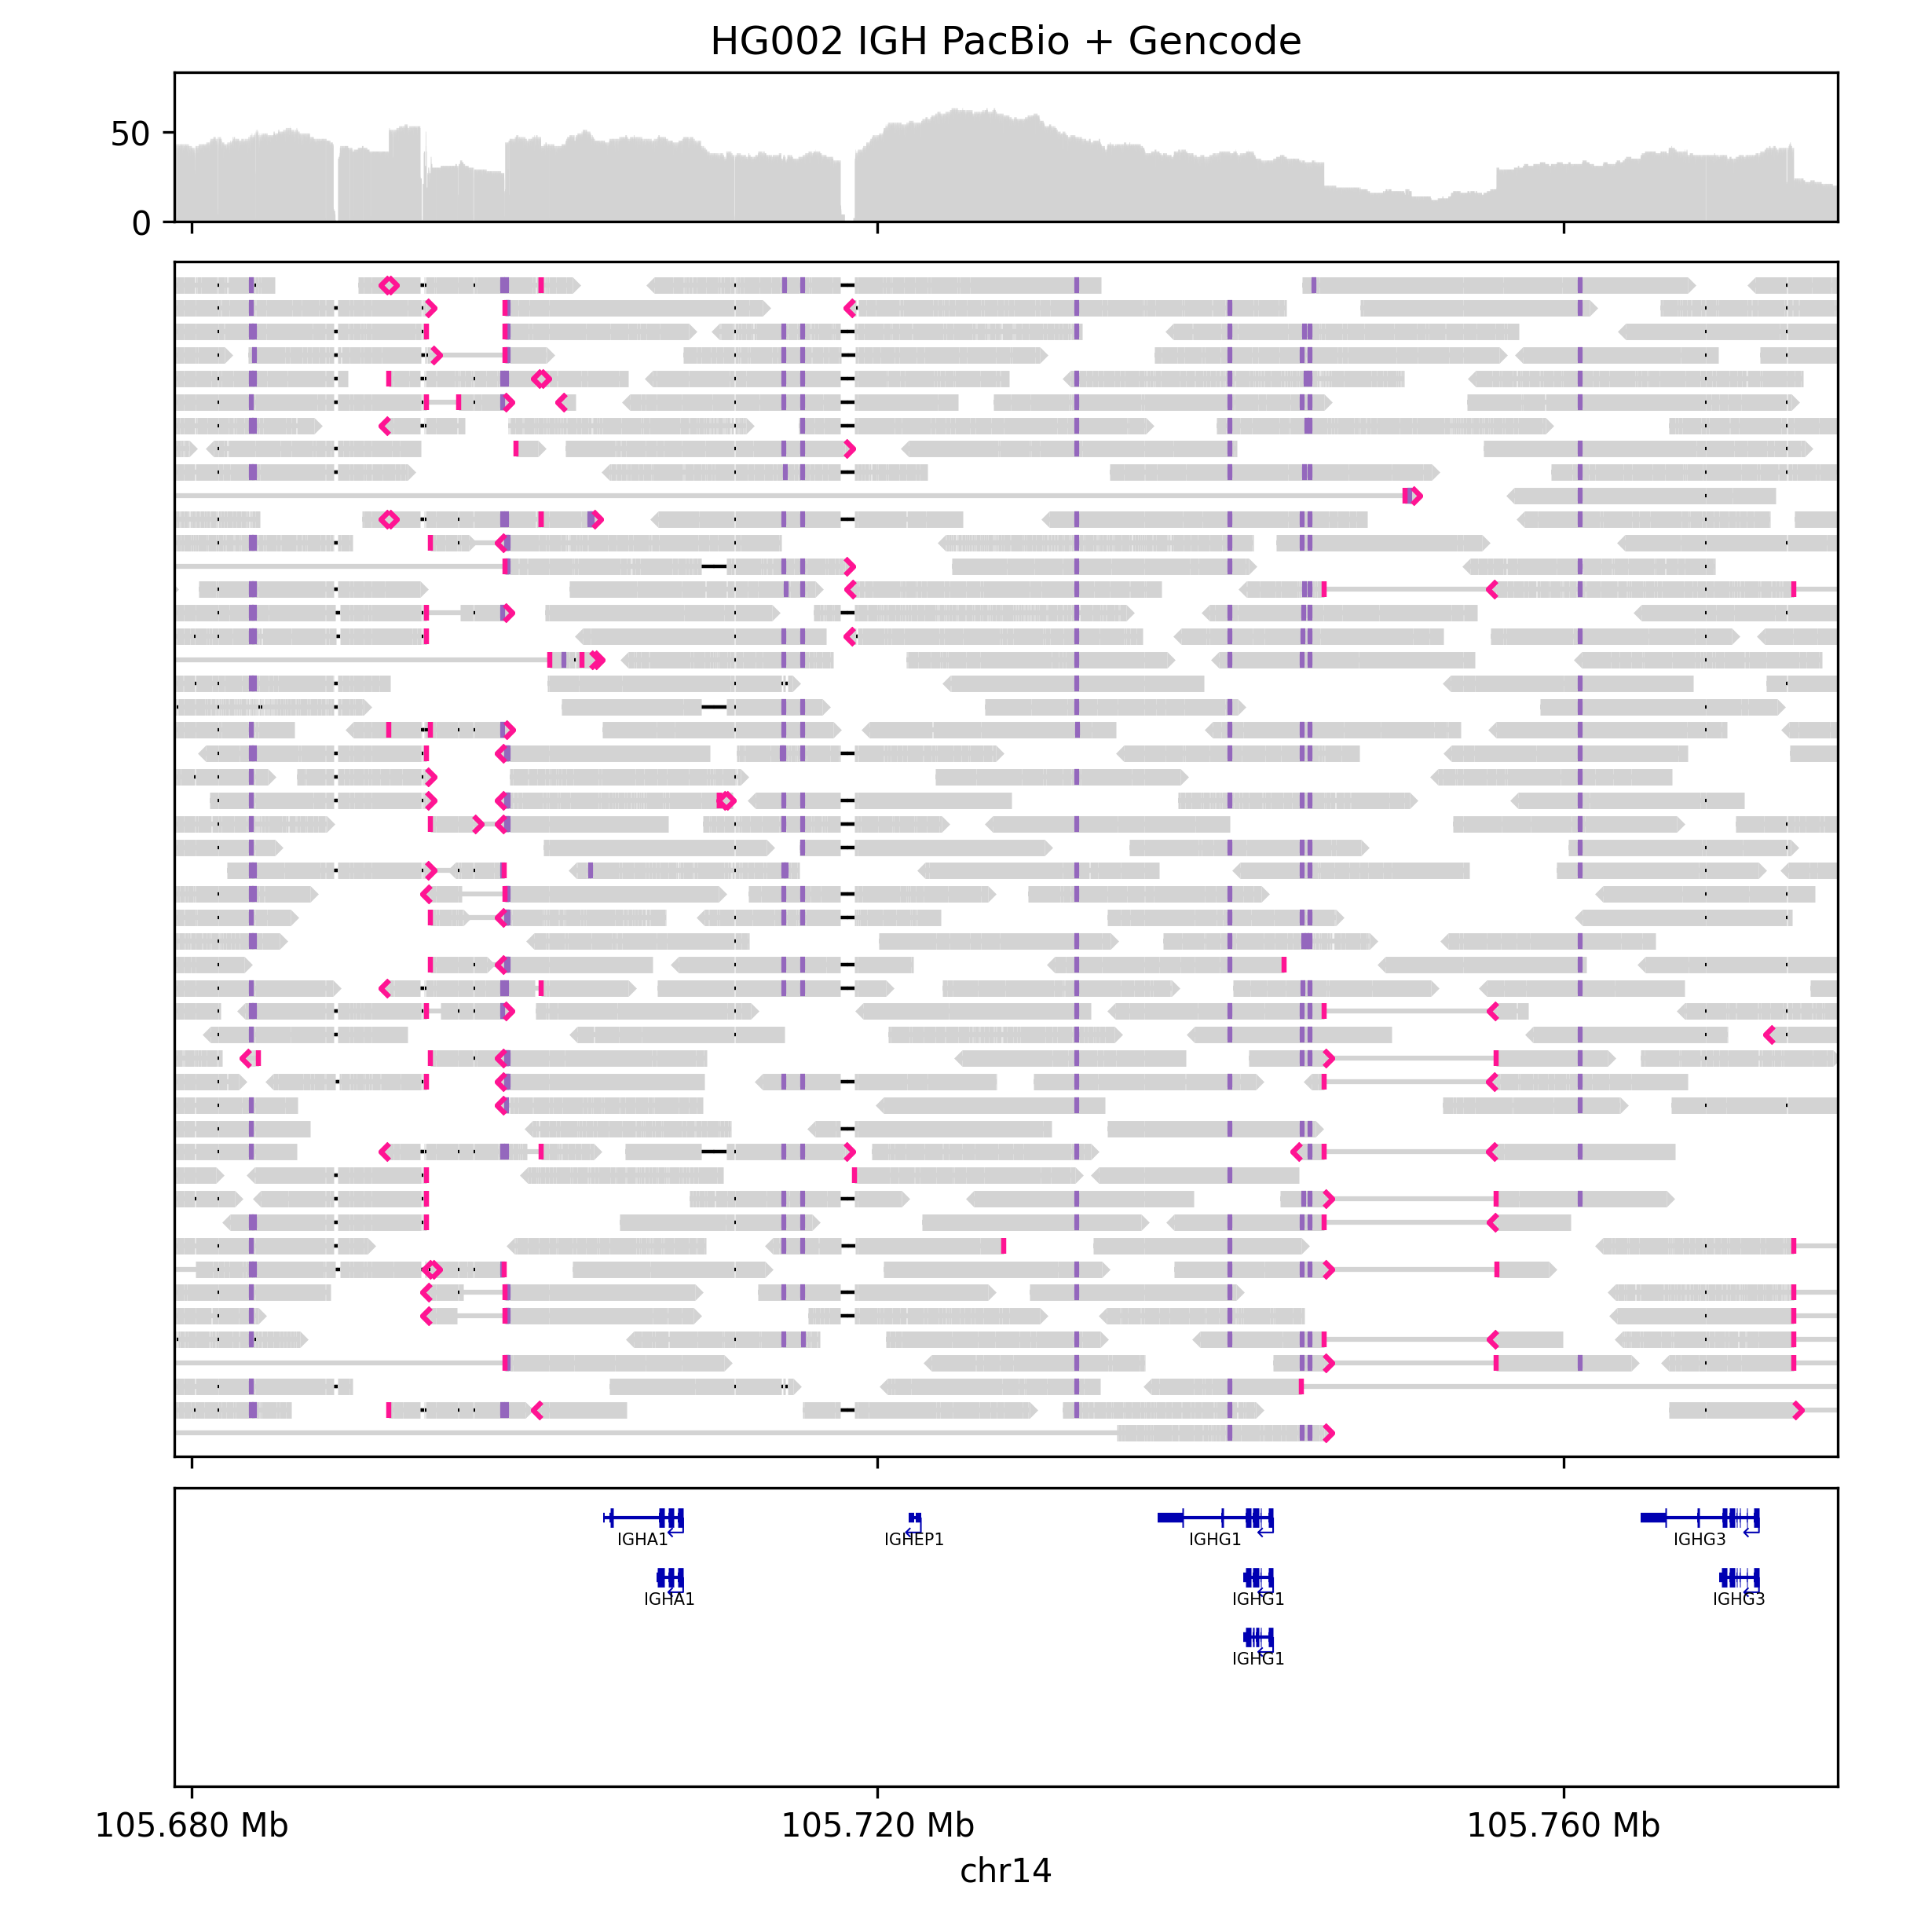 HG002 IGH PacBio + Gencode
50
0
IGHA1 IGHEP1 IGHG1 IGHG3
IGHA1 IGHG1 IGHG3
IGHG1
105.680 Mb 105.720 Mb 105.760 Mb
chr14